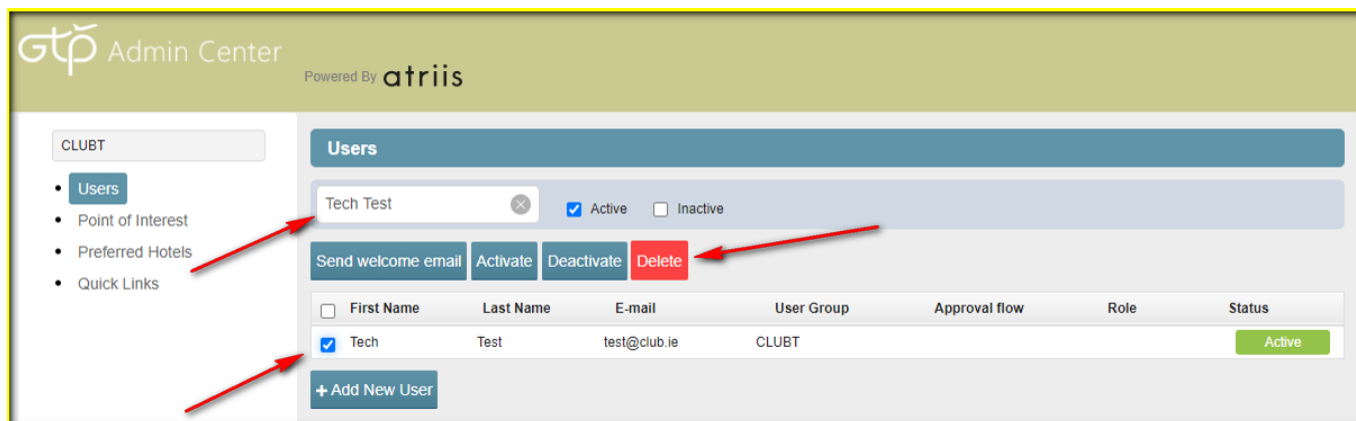 gtp Admin Center
Powered By atriis
CLUBT
Users
Point of Interest
Preferred Hotels
Quick Links
Users
Tech Test Active Inactive
Send welcome email Activate Deactivate Delete
First Name Last Name E-mail User Group Approval flow Role Status
Tech Test test@club.ie CLUBT Active
+ Add New User